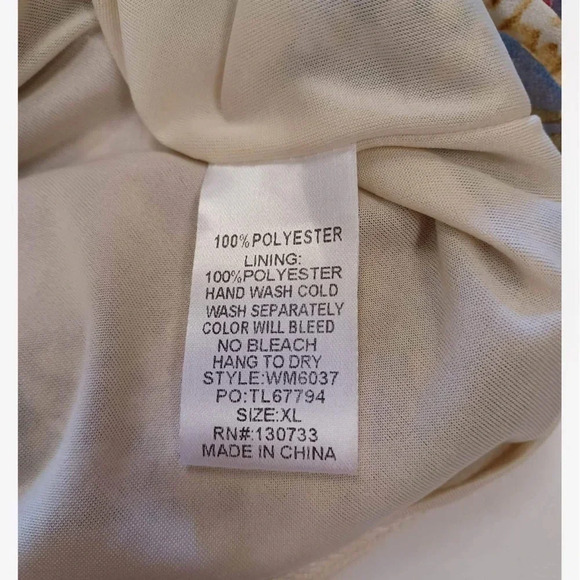 100% POLYESTER
LINING:
100%POLYESTER
HAND WASH COLD
WASH SEPARATELY
COLOR WILL BLEED
NO BLEACH
HANG TO DRY
STYLE:WM6037
PO:TL67794
SIZE:XL
RN#:130733
MADE IN CHINA